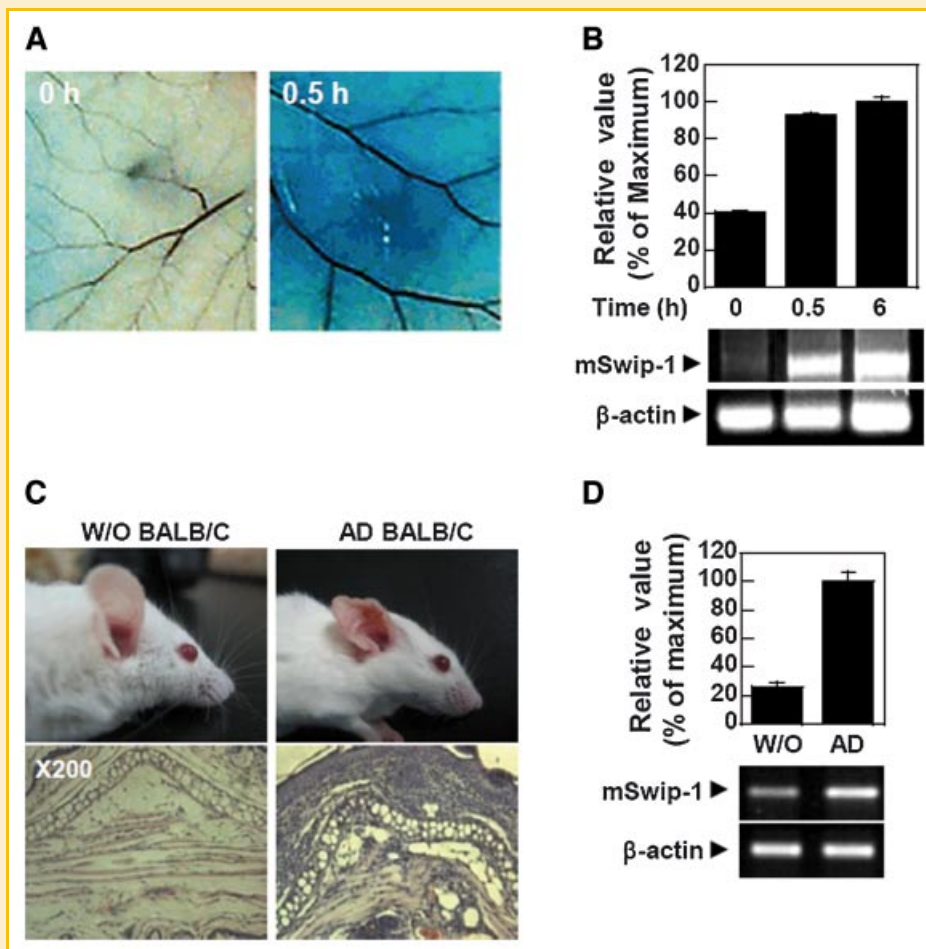 A
0 h
0.5 h
B
Relative value
(% of Maximum)
120
100
80
60
40
20
0
Time (h) 0 0.5 6
mSwip-1
β-actin
C
W/O BALB/C
AD BALB/C
X200
D
Relative value
(% of maximum)
120
100
80
60
40
20
0
W/O AD
mSwip-1
β-actin